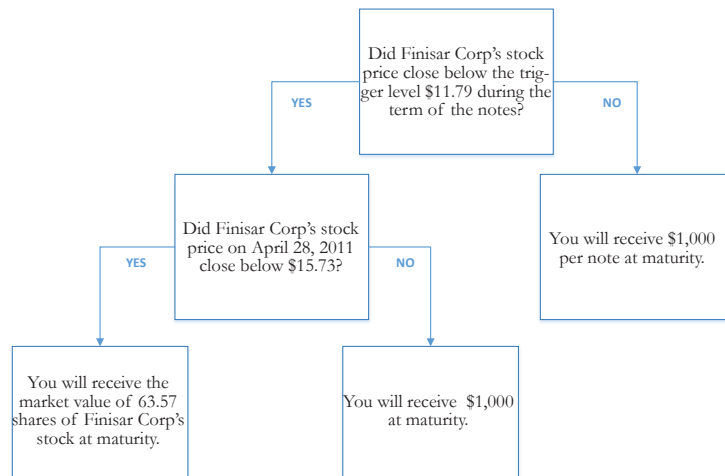 Did Finisar Corp's stock
price close below the trig-
ger level $11.79 during the
term of the notes?
YES
NO
Did Finisar Corp's stock
price on April 28, 2011
close below $15.73?
You will receive $1,000
per note at maturity.
YES
NO
You will receive the
market value of 63.57
shares of Finisar Corp's
stock at maturity.
You will receive $1,000
at maturity.